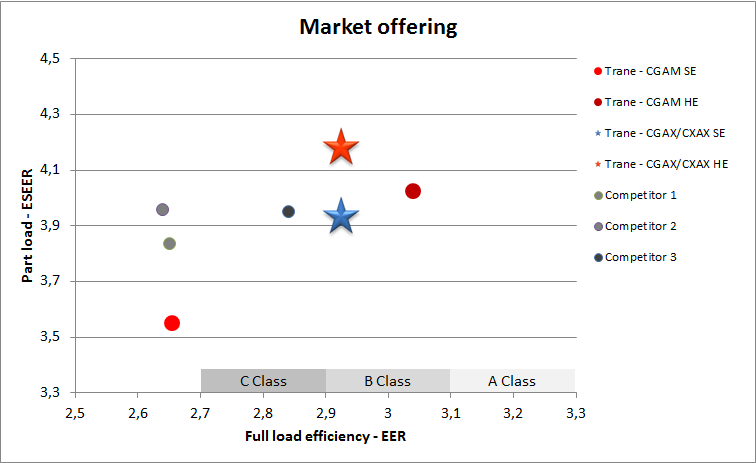 Market offering
4,5
4,3
4,1
3,9
3,7
3,5
3,3
Part load - ESEER
C Class
B Class
A Class
2,5
2,6
2,7
2,8
2,9
3
3,1
3,2
3,3
Full load efficiency - EER
Trane - CGAM SE
Trane - CGAM HE
Trane - CGAX/CXAX SE
Trane - CGAX/CXAX HE
Competitor 1
Competitor 2
Competitor 3